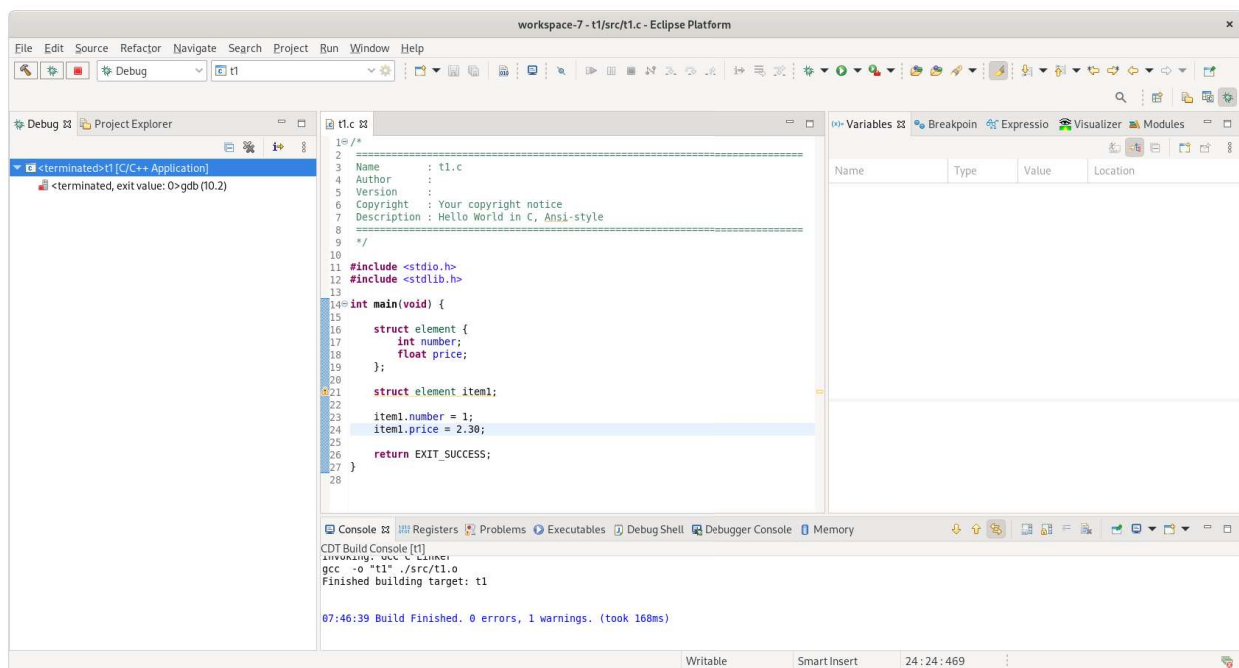 workspace-7 - t1/src/t1.c - Eclipse Platform
File Edit Source Refactor Navigate Search Project Run Window Help
Debug t1
Debug Project Explorer
<terminated>t1 [C/C++ Application]
<terminated, exit value: 0>gdb (10.2)
t1.c
1 /*
2 =============================================================================
3 Name : t1.c
4 Author :
5 Version :
6 Copyright : Your copyright notice
7 Description : Hello World in C, Ansi-style
8 =============================================================================
9 */
10
11 #include <stdio.h>
12 #include <stdlib.h>
13
14 int main(void) {
15
16 struct element {
17 int number;
18 float price;
19 };
20
21 struct element item1;
22
23 item1.number = 1;
24 item1.price = 2.30;
25
26 return EXIT_SUCCESS;
27 }
28
Variables Breakpoin Expressio Visualizer Modules
Name Type Value Location
Console Registers Problems Executables Debug Shell Debugger Console Memory
CDT Build Console [t1]
Invoking: GCC C Linker
gcc -o "t1" ./src/t1.o
Finished building target: t1
07:46:39 Build Finished. 0 errors, 1 warnings. (took 168ms)
Writable Smart Insert 24 : 24 : 469